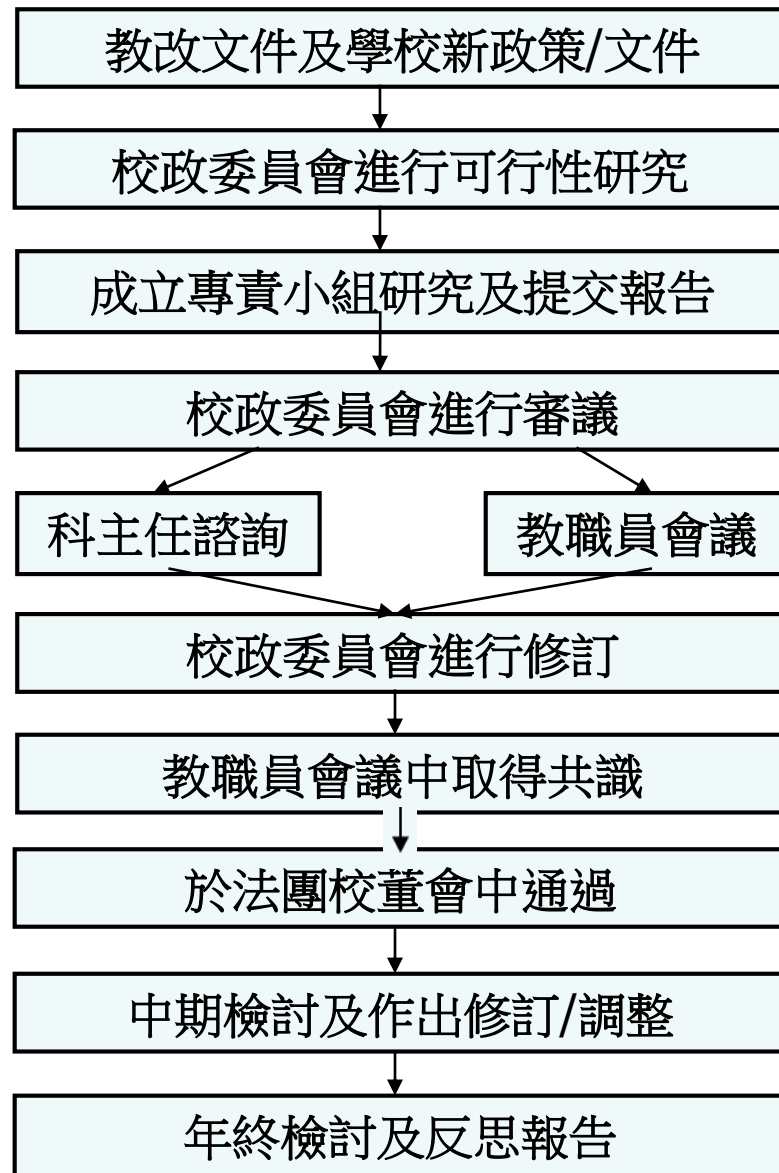 教改文件及學校新政策/文件
校政委員會進行可行性研究
成立專責小組研究及提交報告
校政委員會進行審議
科主任諮詢
教職員會議
校政委員會進行修訂
教職員會議中取得共識
於法團校董會中通過
中期檢討及作出修訂/調整
年終檢討及反思報告